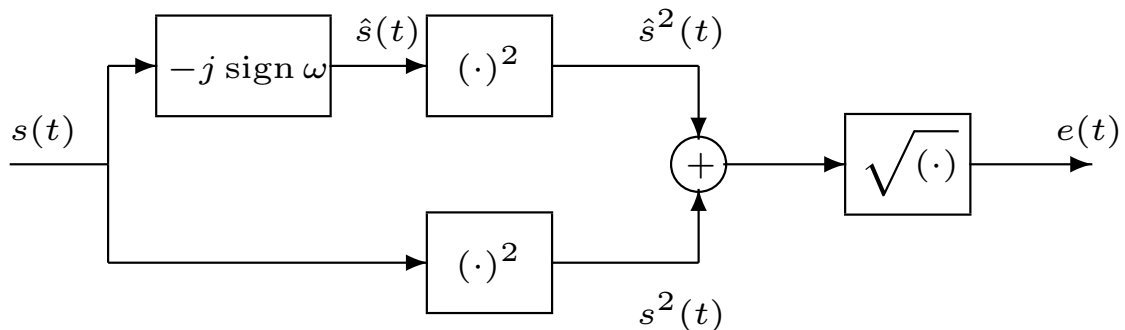 ŝ(t)
ŝ²(t)
−j sign ω
(·)²
s(t)
+
√(·)
e(t)
(·)²
s²(t)